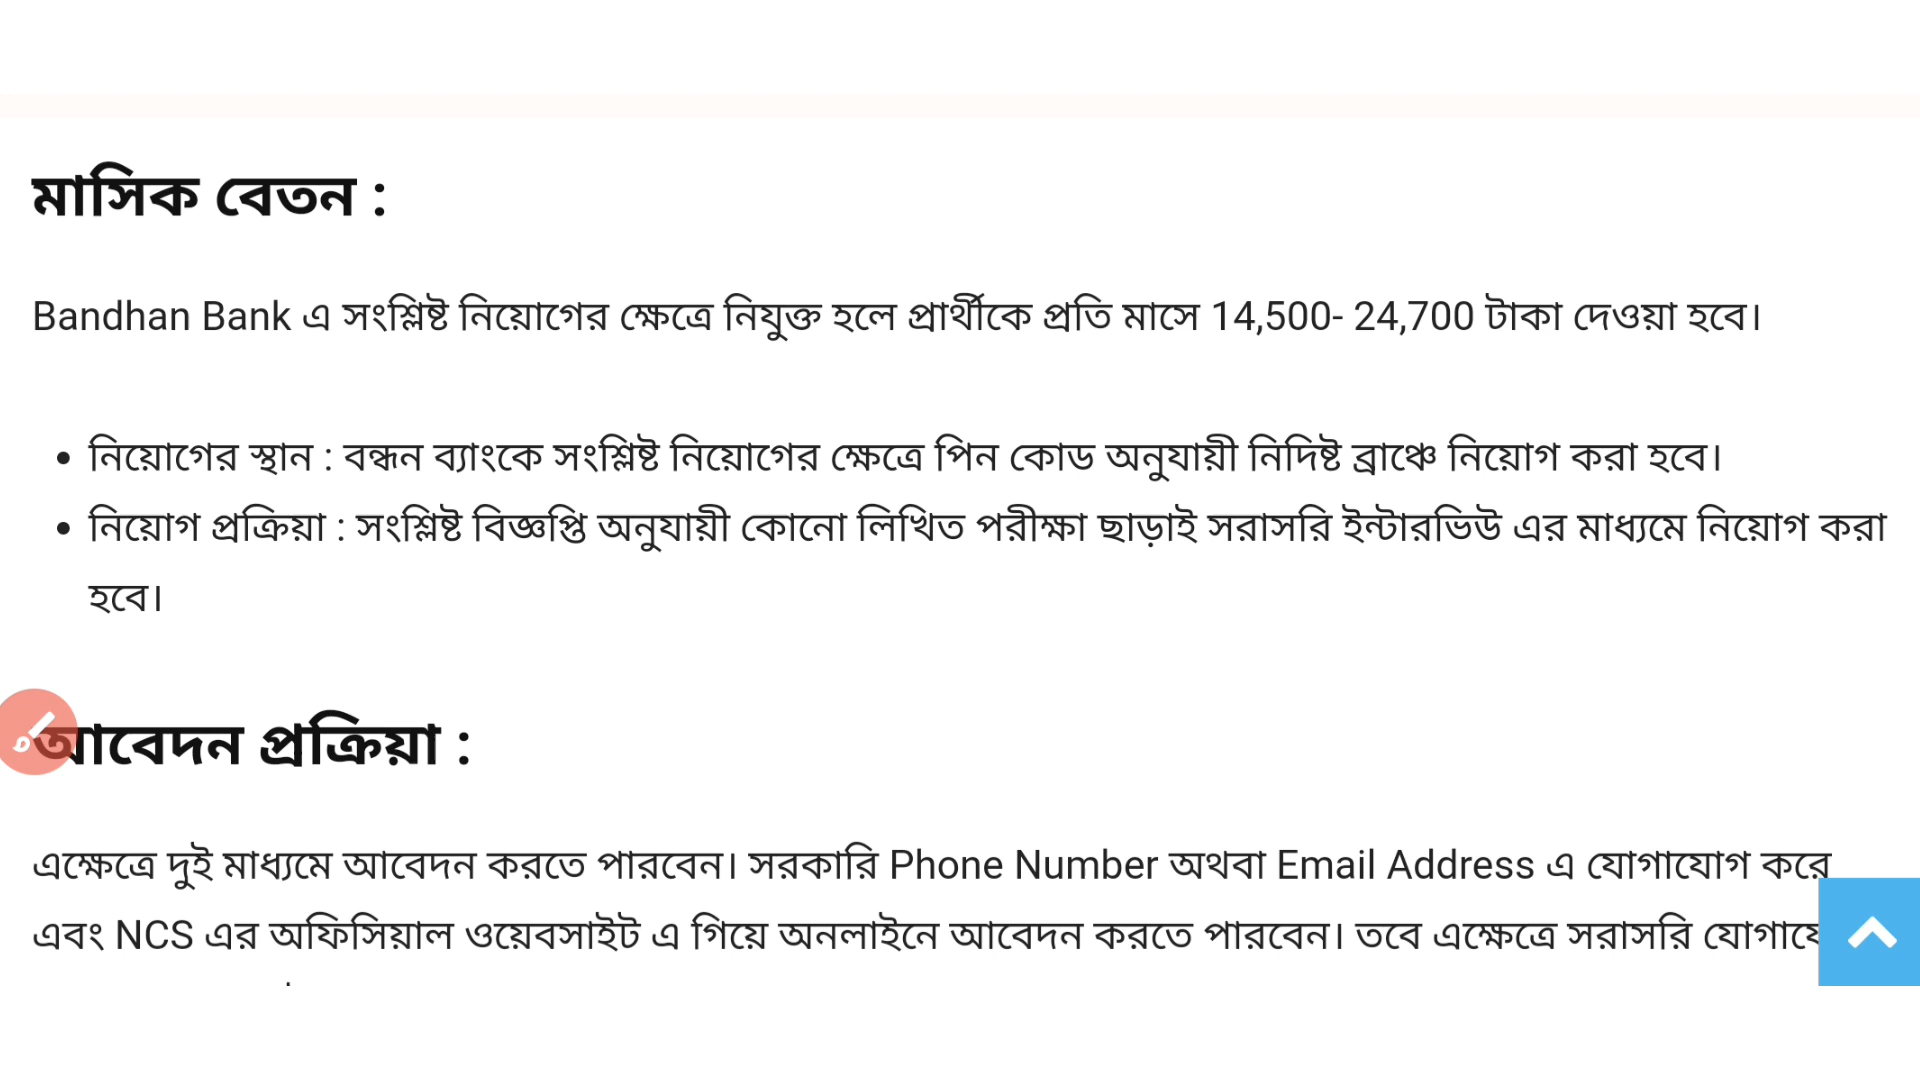 মাসিক বেতন :
Bandhan Bank এ সংশ্লিষ্ট নিয়োগের ক্ষেত্রে নিযুক্ত হলে প্রার্থীকে প্রতি মাসে 14,500- 24,700 টাকা দেওয়া হবে।
• নিয়োগের স্থান : বন্ধন ব্যাংকে সংশ্লিষ্ট নিয়োগের ক্ষেত্রে পিন কোড অনুযায়ী নিদিষ্ট ব্রাঞ্চে নিয়োগ করা হবে।
• নিয়োগ প্রক্রিয়া : সংশ্লিষ্ট বিজ্ঞপ্তি অনুযায়ী কোনো লিখিত পরীক্ষা ছাড়াই সরাসরি ইন্টারভিউ এর মাধ্যমে নিয়োগ করা
হবে।
আবেদন প্রক্রিয়া :
এক্ষেত্রে দুই মাধ্যমে আবেদন করতে পারবেন। সরকারি Phone Number অথবা Email Address এ যোগাযোগ করে
এবং NCS এর অফিসিয়াল ওয়েবসাইট এ গিয়ে অনলাইনে আবেদন করতে পারবেন। তবে এক্ষেত্রে সরাসরি